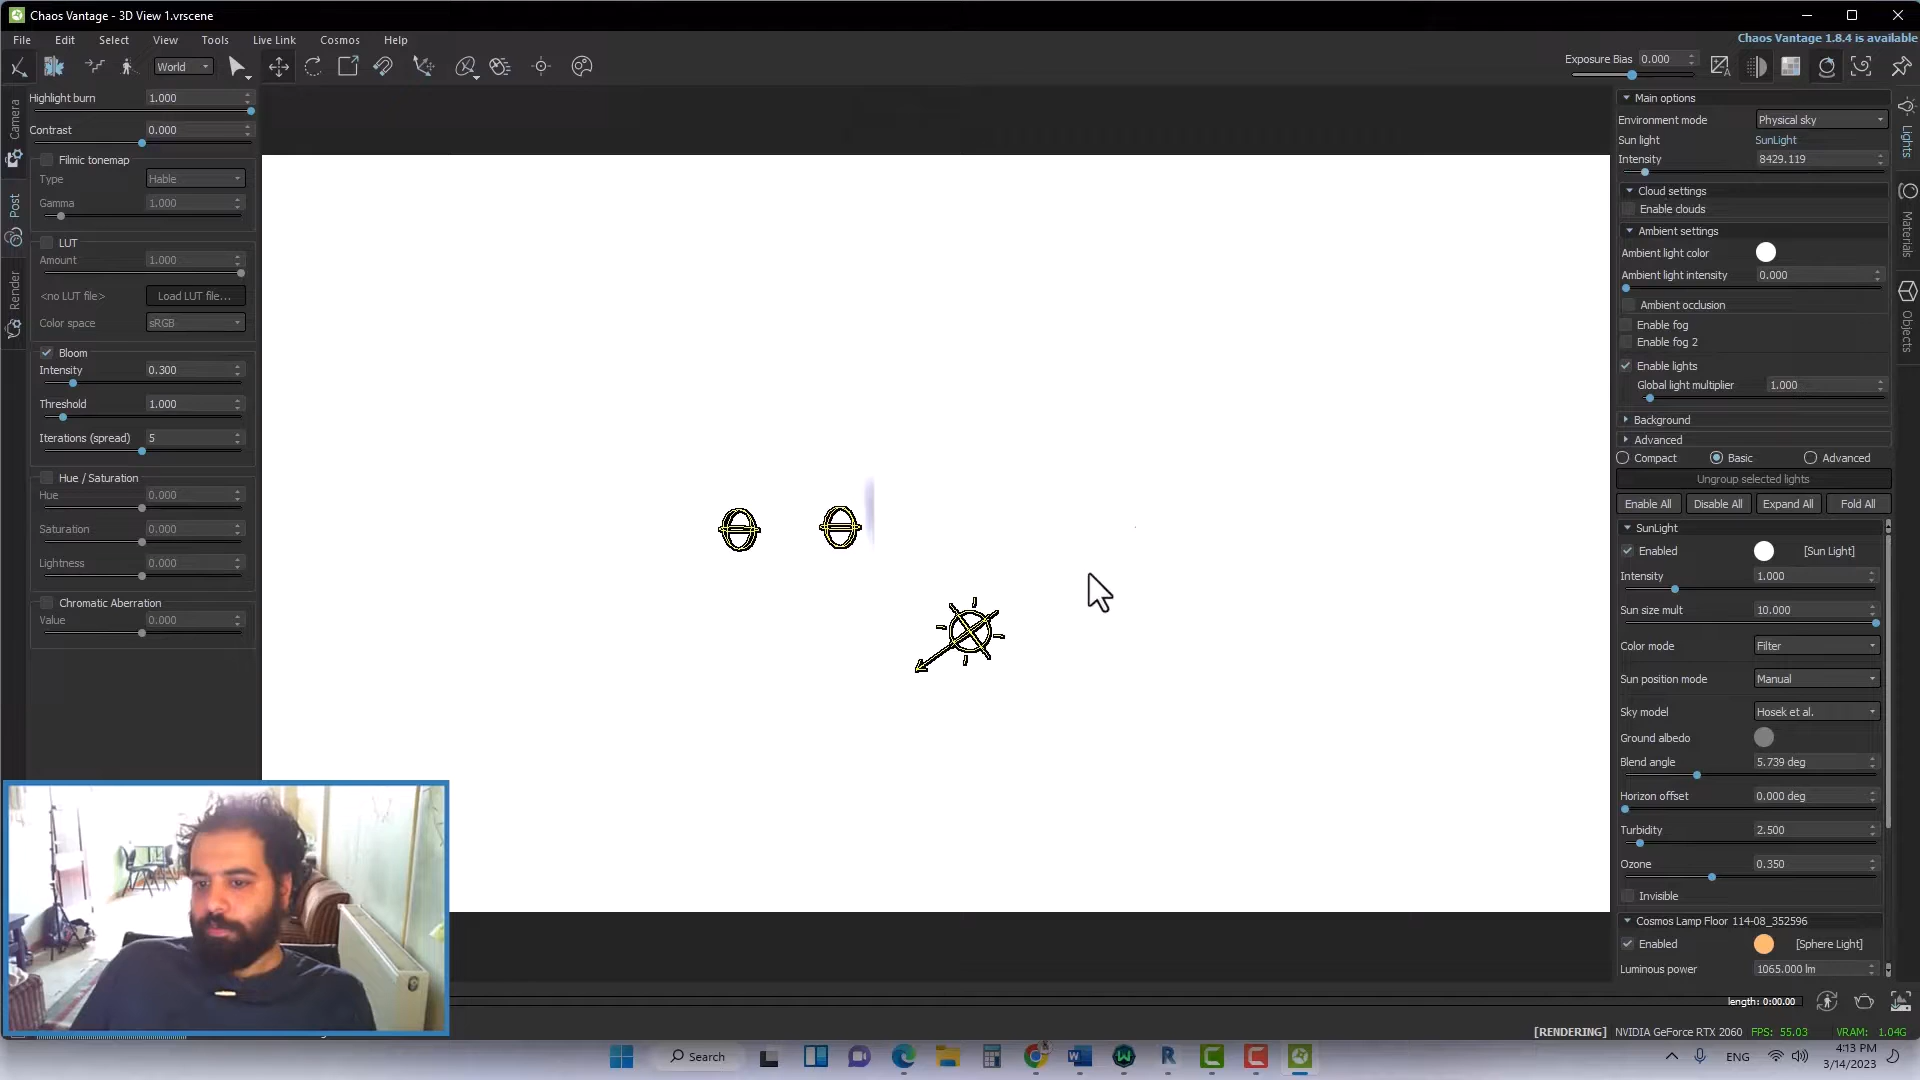 Chaos Vantage - 3D View 1.vrscene
File Edit Select View Tools Live Link Cosmos Help
Chaos Vantage 1.8.4 is available
World
Exposure Bias 0.000
Camera
Post
Render
Highlight burn 1.000
Contrast 0.000
Filmic tonemap
Type Hable
Gamma 1.000
LUT
Amount 1.000
<no LUT file> Load LUT file...
Color space sRGB
Bloom
Intensity 0.300
Threshold 1.000
Iterations (spread) 5
Hue / Saturation
Hue 0.000
Saturation 0.000
Lightness 0.000
Chromatic Aberration
Value 0.000
Main options
Environment mode Physical sky
Sun light SunLight
Intensity 8429.119
Cloud settings
Enable clouds
Ambient settings
Ambient light color
Ambient light intensity 0.000
Ambient occlusion
Enable fog
Enable fog 2
Enable lights
Global light multiplier 1.000
Background
Advanced
Compact Basic Advanced
Ungroup selected lights
Enable All Disable All Expand All Fold All
SunLight
Enabled [Sun Light]
Intensity 1.000
Sun size mult 10.000
Color mode Filter
Sun position mode Manual
Sky model Hosek et al.
Ground albedo
Blend angle 5.739 deg
Horizon offset 0.000 deg
Turbidity 2.500
Ozone 0.350
Invisible
Cosmos Lamp Floor 114-08_352596
Enabled [Sphere Light]
Luminous power 1065.000 lm
Lights
Materials
Objects
length: 0:00.00
[RENDERING] NVIDIA GeForce RTX 2060 FPS: 55.03 VRAM: 1.04G
Search
ENG
4:13 PM
3/14/2023